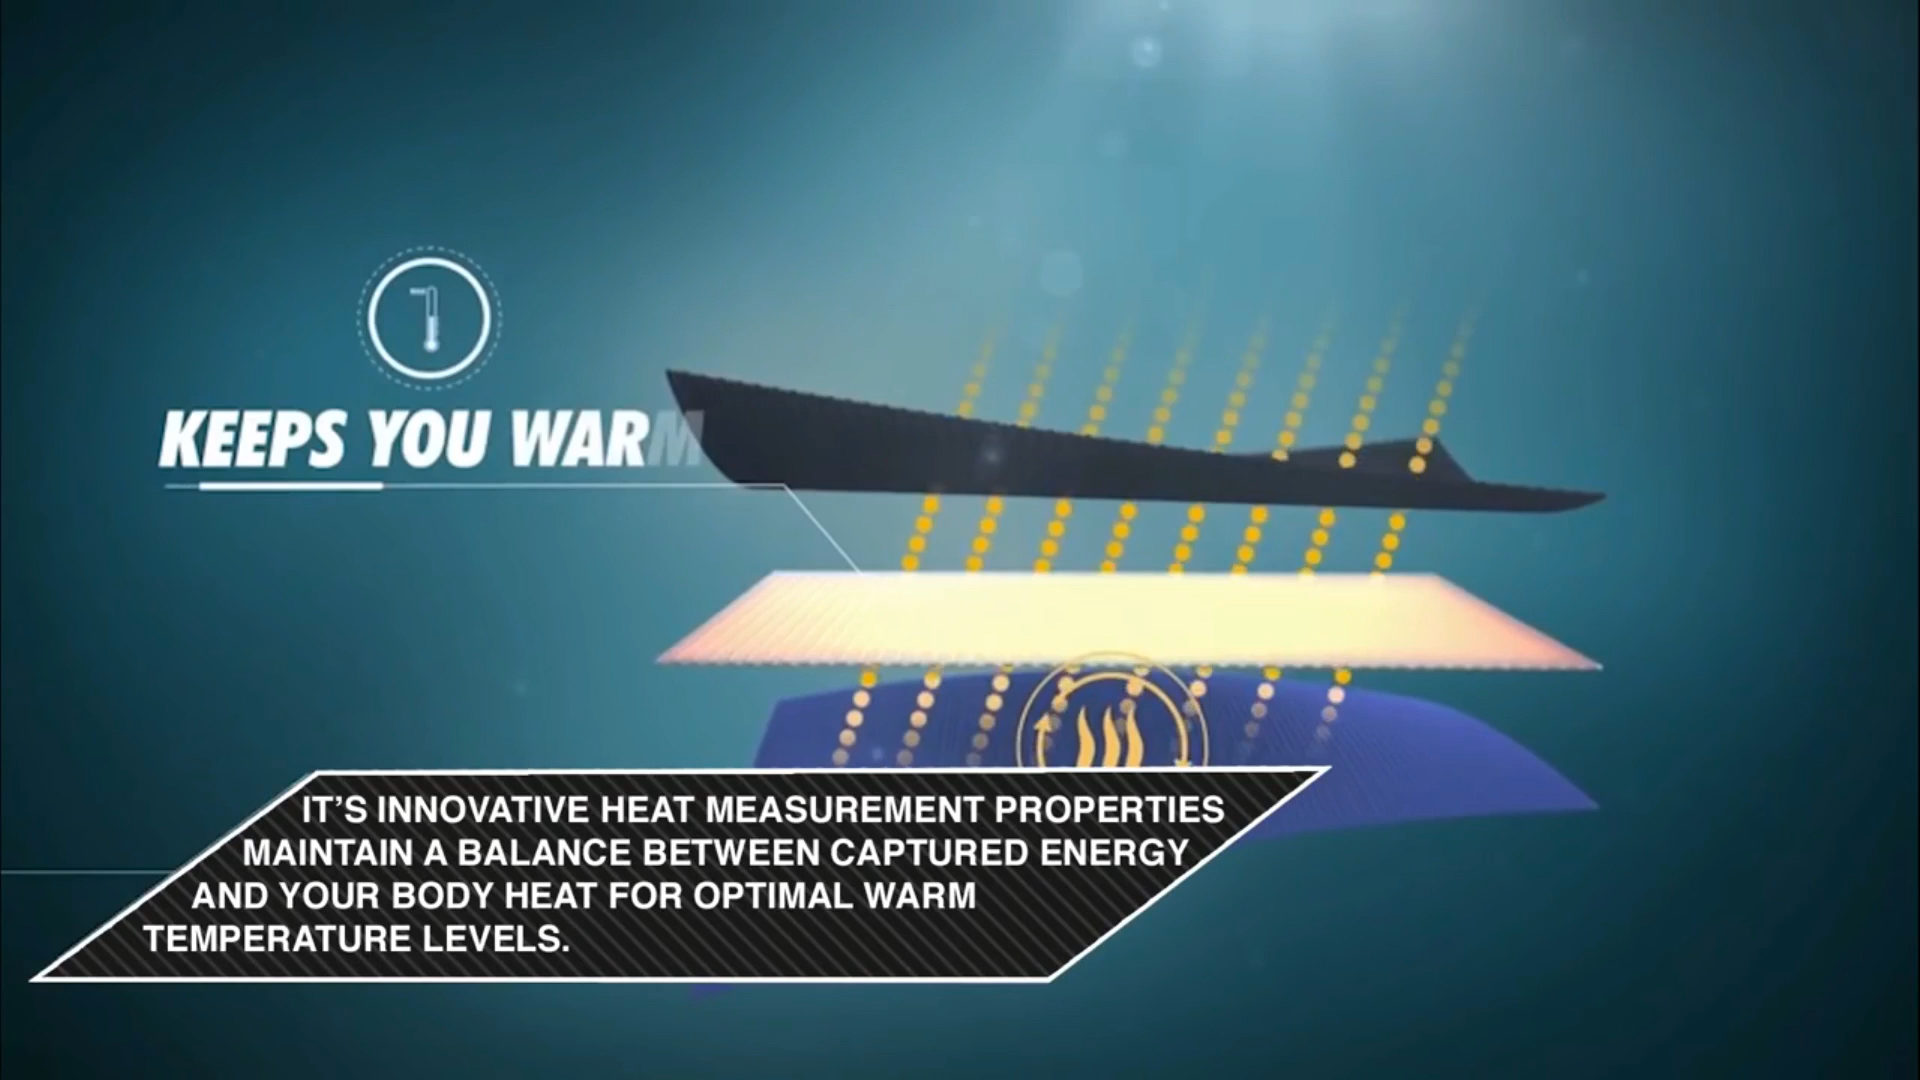 KEEPS YOU WARM
IT'S INNOVATIVE HEAT MEASUREMENT PROPERTIES
MAINTAIN A BALANCE BETWEEN CAPTURED ENERGY
AND YOUR BODY HEAT FOR OPTIMAL WARM
TEMPERATURE LEVELS.